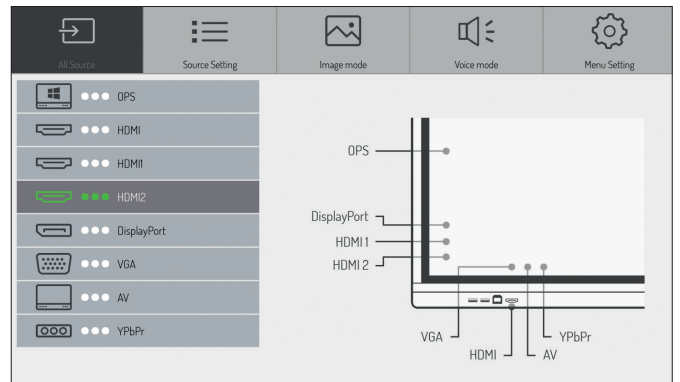 All Source
Source Setting
Image mode
Voice mode
Menu Setting
OPS
HDMI
HDMI1
HDMI2
DisplayPort
VGA
AV
YPbPr
OPS
DisplayPort
HDMI 1
HDMI 2
VGA
HDMI
AV
YPbPr